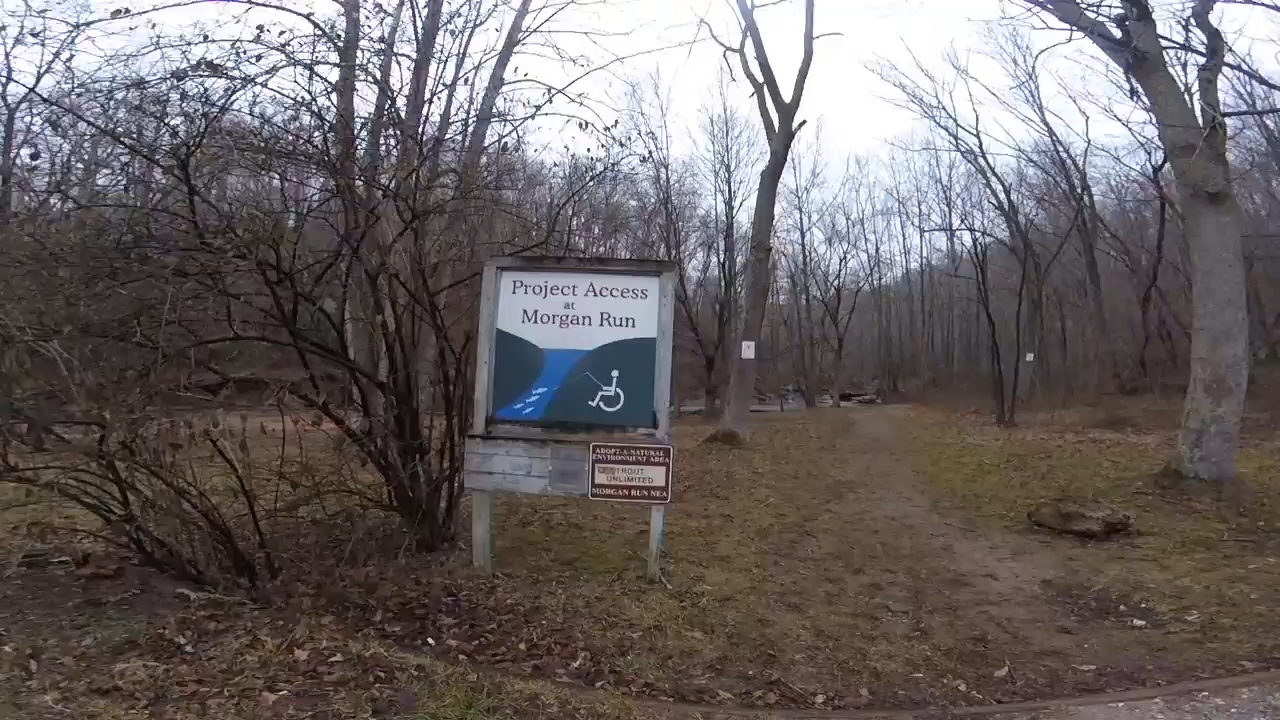 Project Access
at
Morgan Run
ADOPT-A-NATURAL
ENVIRONMENT AREA
TROUT
UNLIMITED
MORGAN RUN NEA